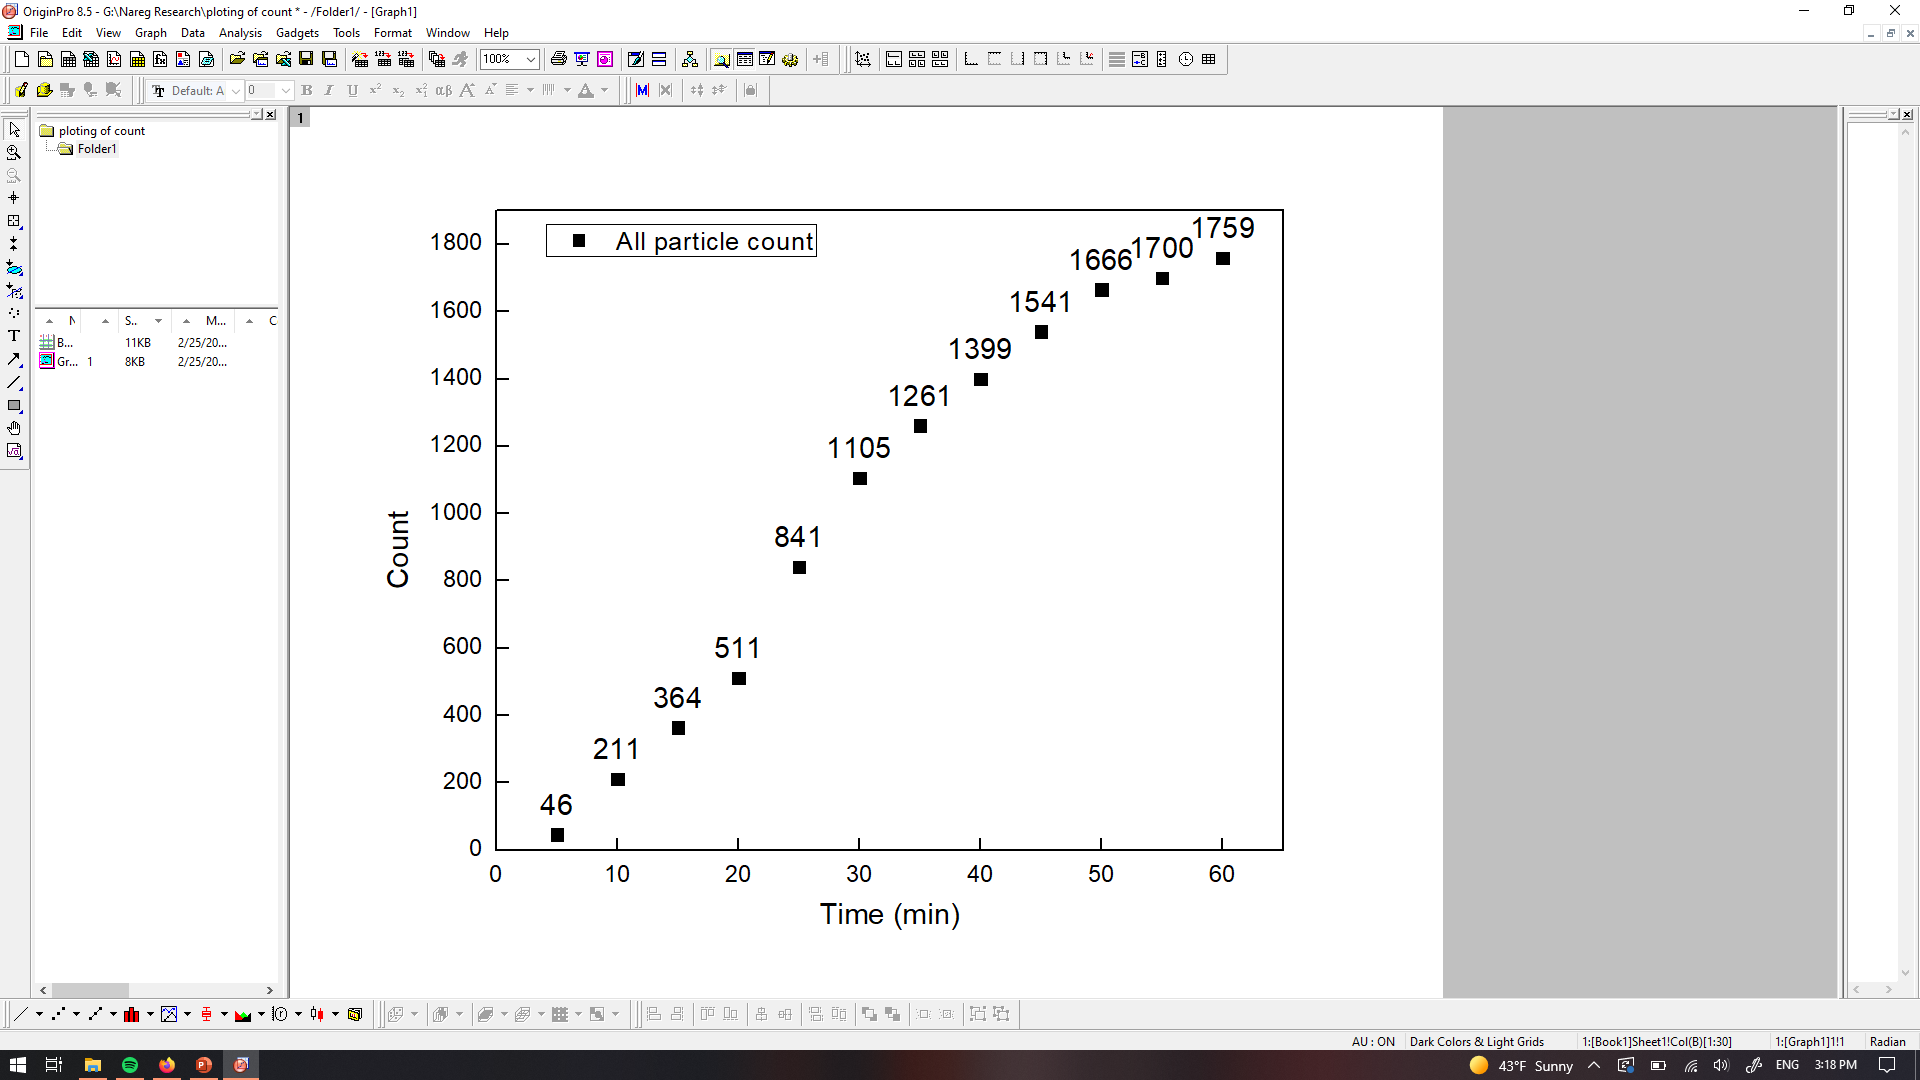 OriginPro 8.5 - G:\Nareg Research\ploting of count * - /Folder1/ - [Graph1]
File Edit View Graph Data Analysis Gadgets Tools Format Window Help
100%
Default: A 0 B I U x² x₂ αβ A A A
ploting of count
Folder1
N S.. M... C
B... 11KB 2/25/20...
Gr... 1 8KB 2/25/20...
1
All particle count
1800
1600
1400
1200
1000
800
600
400
200
0
Count
46
211
364
511
841
1105
1261
1399
1541
1666
1700
1759
0 10 20 30 40 50 60
Time (min)
AU : ON Dark Colors & Light Grids 1:[Book1]Sheet1!Col(B)[1:30] 1:[Graph1]1!1 Radian
43°F Sunny ENG 3:18 PM